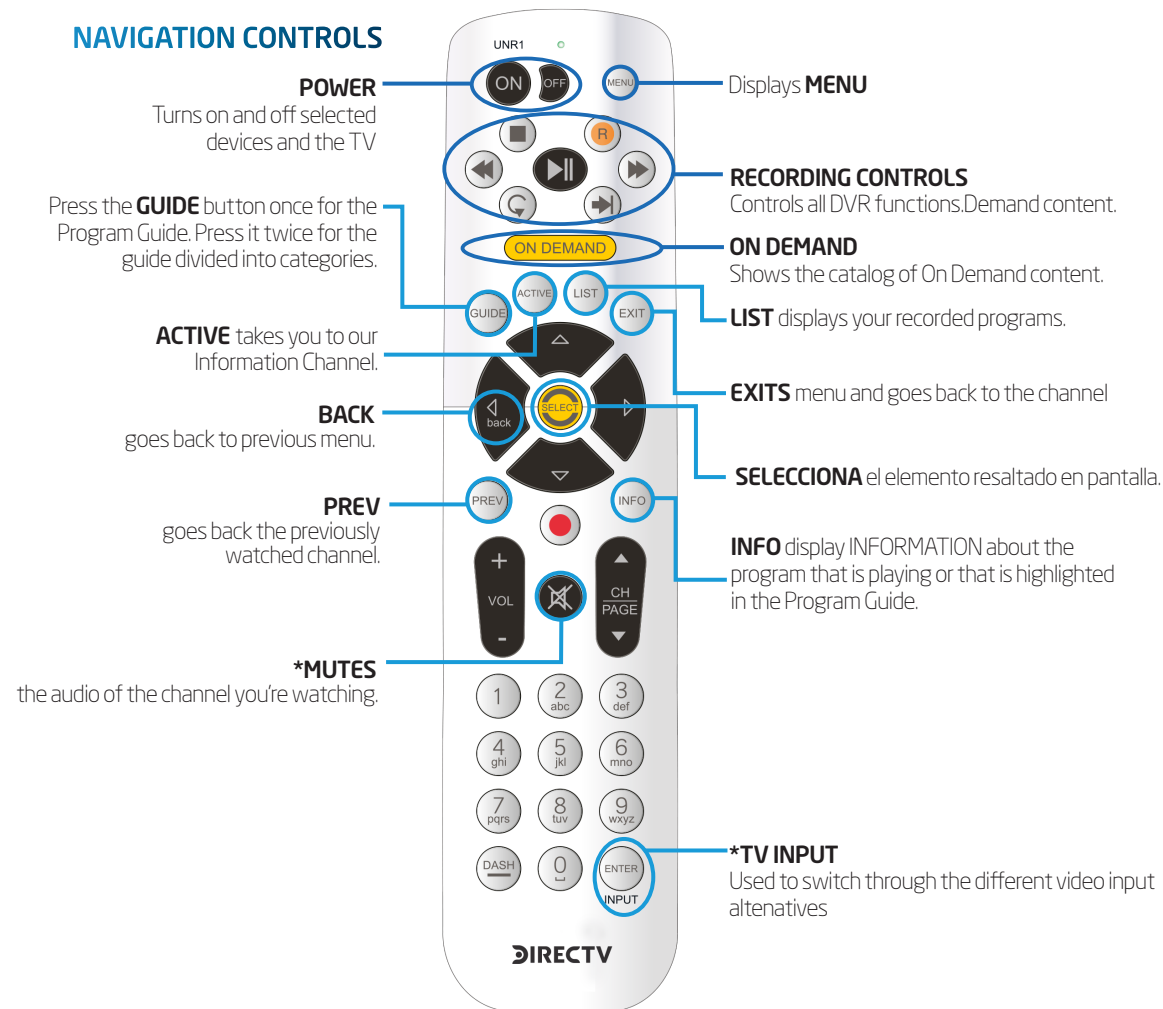 NAVIGATION CONTROLS
POWER
Turns on and off selected
devices and the TV
Press the GUIDE button once for the
Program Guide. Press it twice for the
guide divided into categories.
ACTIVE takes you to our
Information Channel.
BACK
goes back to previous menu.
PREV
goes back the previously
watched channel.
*MUTES
the audio of the channel you're watching.
UNR1
ON OFF MENU
R
ON DEMAND
GUIDE ACTIVE LIST EXIT
SELECT
back
PREV INFO
+
VOL
-
CH
PAGE
1 2 3
abc def
4 5 6
ghi jkl mno
7 8 9
pqrs tuv wxyz
DASH 0 ENTER
INPUT
DIRECTV
Displays MENU
RECORDING CONTROLS
Controls all DVR functions.Demand content.
ON DEMAND
Shows the catalog of On Demand content.
LIST displays your recorded programs.
EXITS menu and goes back to the channel
SELECCIONA el elemento resaltado en pantalla.
INFO display INFORMATION about the
program that is playing or that is highlighted
in the Program Guide.
*TV INPUT
Used to switch through the different video input
altenatives